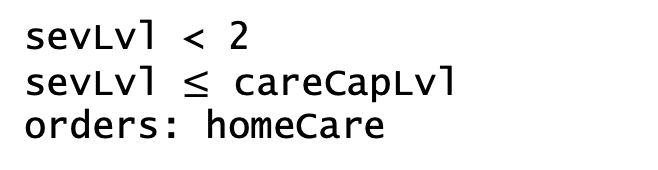 sevLvl < 2
sevLvl ≤ careCapLvl
orders: homeCare